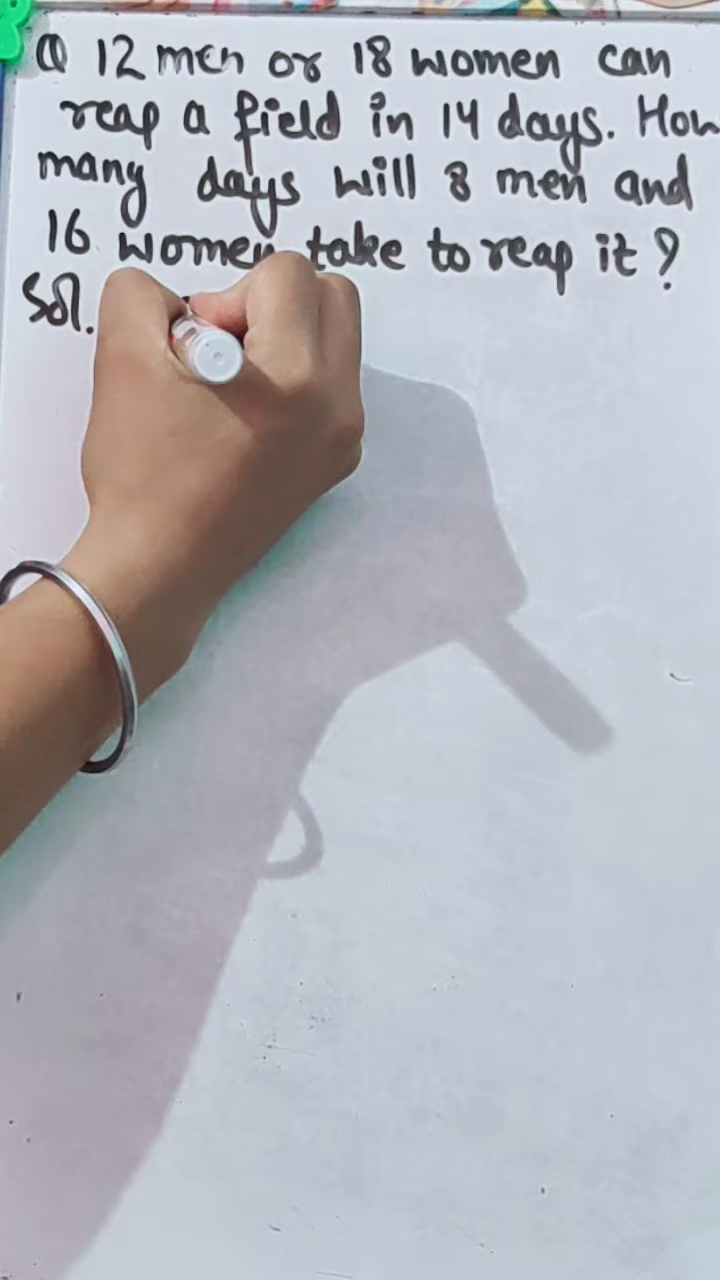 Q 12 men or 18 women can
reap a field in 14 days. How
many days will 8 men and
16 women take to reap it?
Sol.